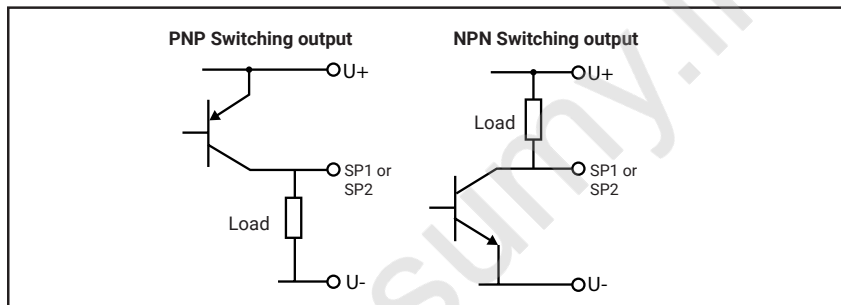 PNP Switching output
NPN Switching output
U+
U+
Load
SP1 or
SP2
SP1 or
SP2
Load
U-
U-